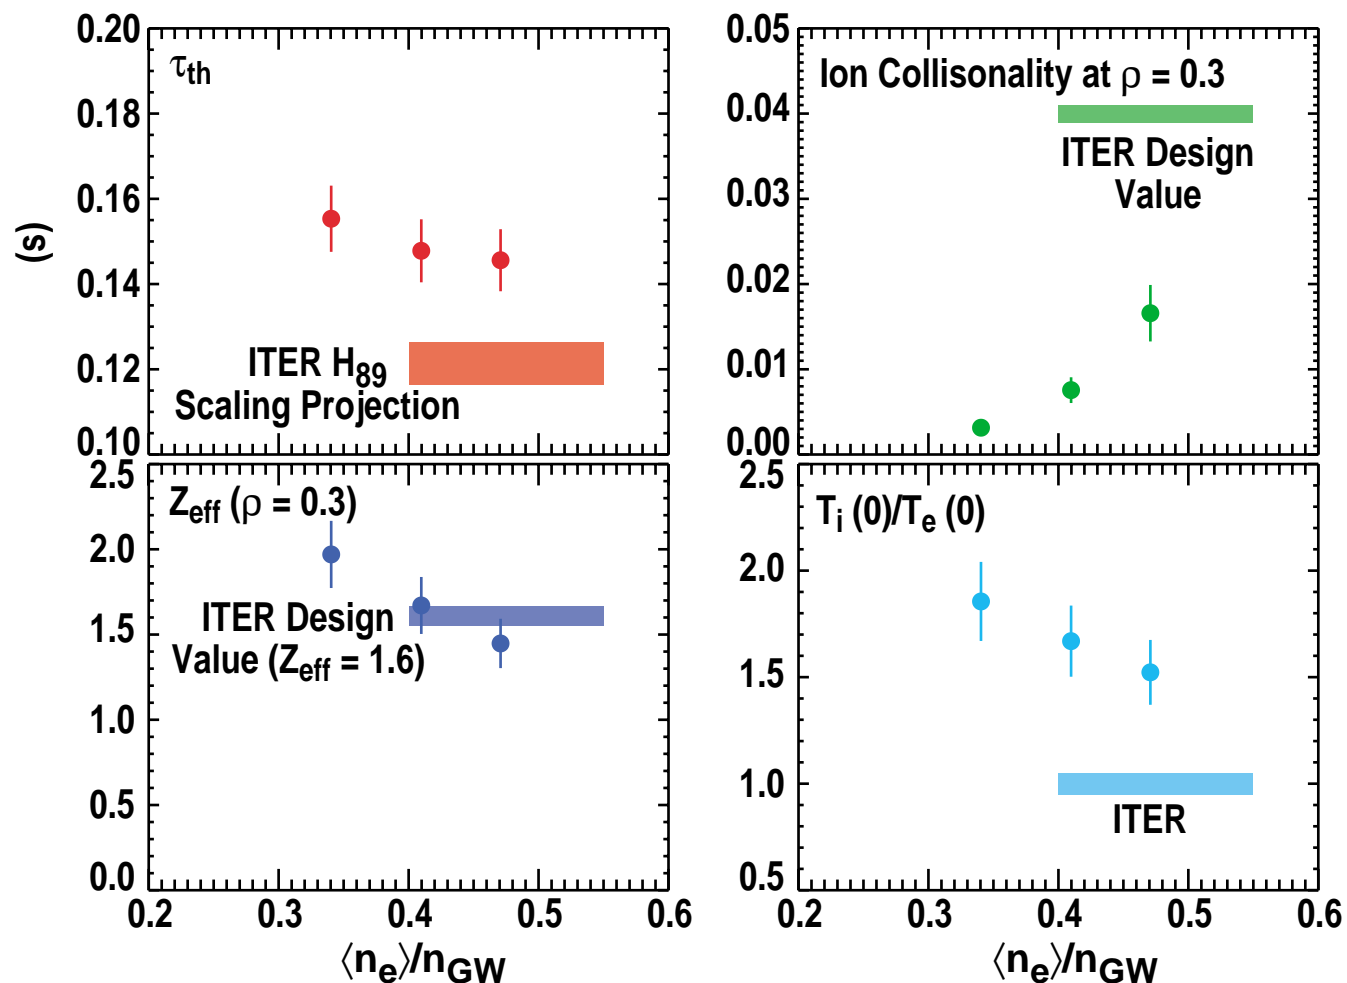 0.20
0.18
0.16
0.14
0.12
0.10
(s)
τth
ITER H89
Scaling Projection
0.05
0.04
0.03
0.02
0.01
0.00
Ion Collisonality at ρ = 0.3
ITER Design
Value
2.5
2.0
1.5
1.0
0.5
0.0
Zeff (ρ = 0.3)
ITER Design
Value (Zeff = 1.6)
0.2 0.3 0.4 0.5 0.6
⟨ne⟩/nGW
2.5
2.0
1.5
1.0
0.5
Ti (0)/Te (0)
ITER
0.2 0.3 0.4 0.5 0.6
⟨ne⟩/nGW